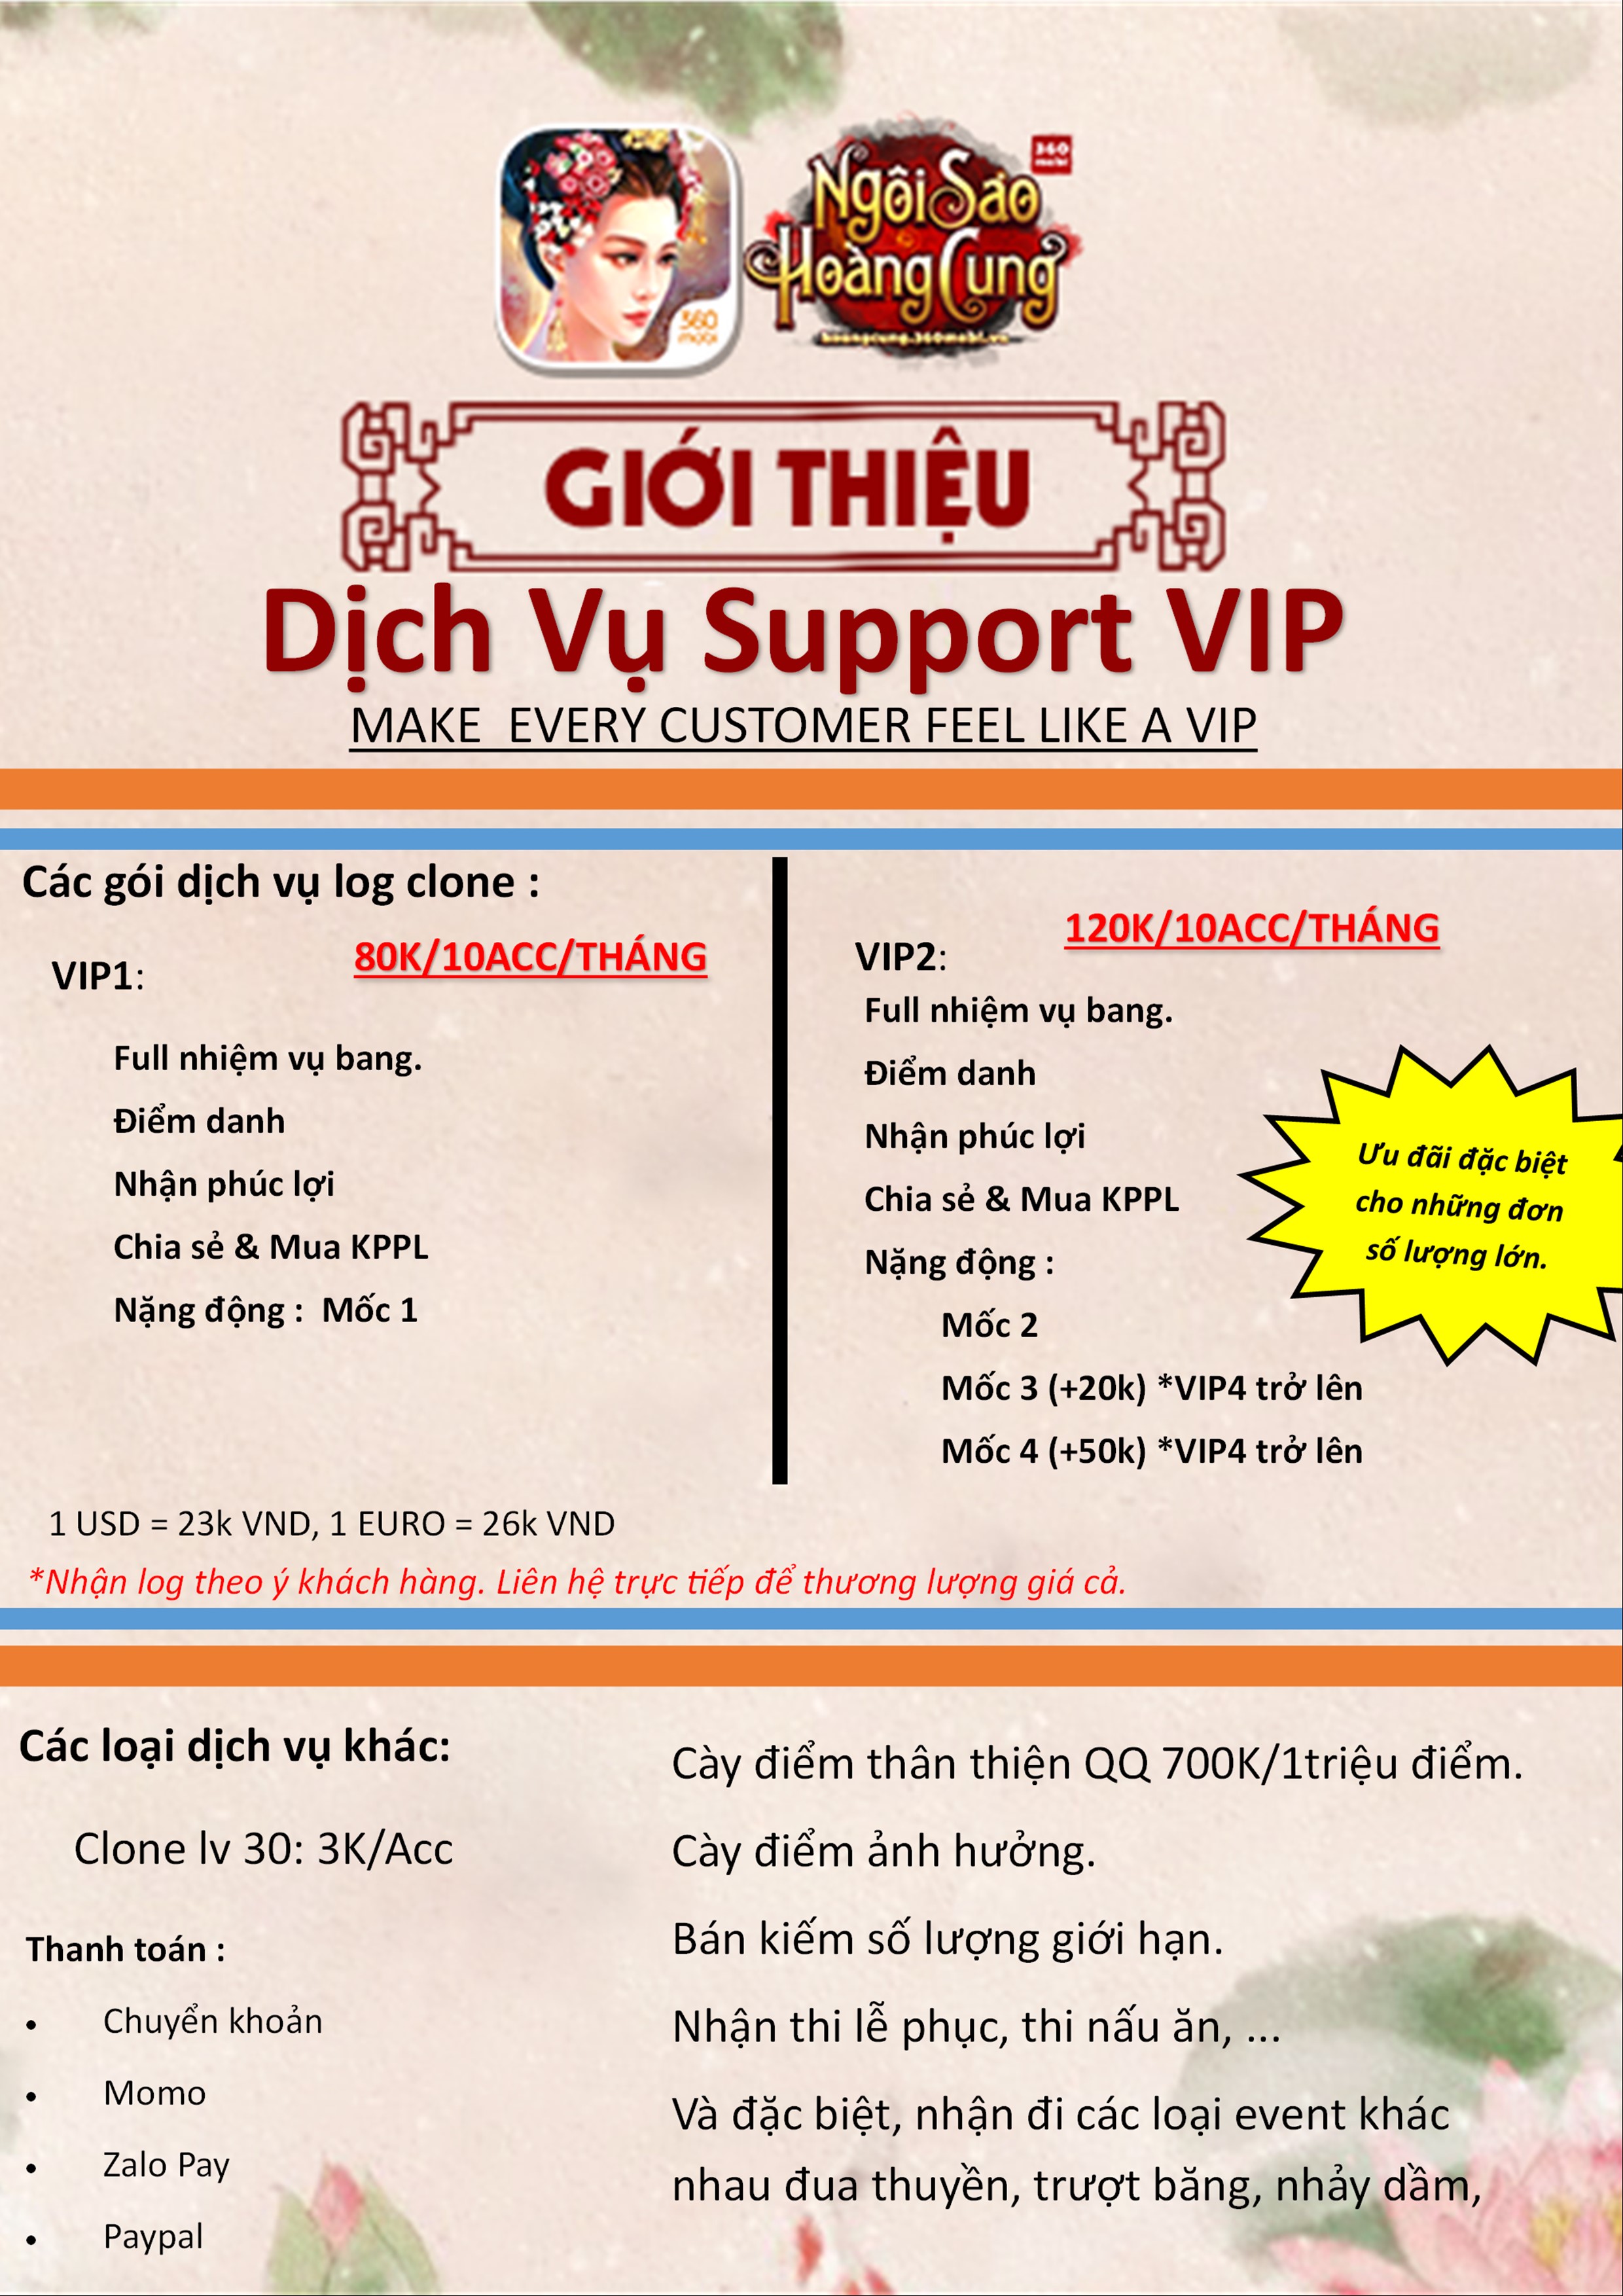 360
mobi
Ngôi Sao
Hoàng Cung
hoangcung.360mobi.vn
360
mobi
GIỚI THIỆU
Dịch Vụ Support VIP
MAKE EVERY CUSTOMER FEEL LIKE A VIP
Các gói dịch vụ log clone :
VIP1:
80K/10ACC/THÁNG
Full nhiệm vụ bang.
Điểm danh
Nhận phúc lợi
Chia sẻ & Mua KPPL
Nặng động : Mốc 1
120K/10ACC/THÁNG
VIP2:
Full nhiệm vụ bang.
Điểm danh
Nhận phúc lợi
Chia sẻ & Mua KPPL
Nặng động :
Mốc 2
Mốc 3 (+20k) *VIP4 trở lên
Mốc 4 (+50k) *VIP4 trở lên
Ưu đãi đặc biệt
cho những đơn
số lượng lớn.
1 USD = 23k VND, 1 EURO = 26k VND
*Nhận log theo ý khách hàng. Liên hệ trực tiếp để thương lượng giá cả.
Các loại dịch vụ khác:
Clone lv 30: 3K/Acc
Thanh toán :
• Chuyển khoản
• Momo
• Zalo Pay
• Paypal
Cày điểm thân thiện QQ 700K/1triệu điểm.
Cày điểm ảnh hưởng.
Bán kiếm số lượng giới hạn.
Nhận thi lễ phục, thi nấu ăn, ...
Và đặc biệt, nhận đi các loại event khác
nhau đua thuyền, trượt băng, nhảy dầm,